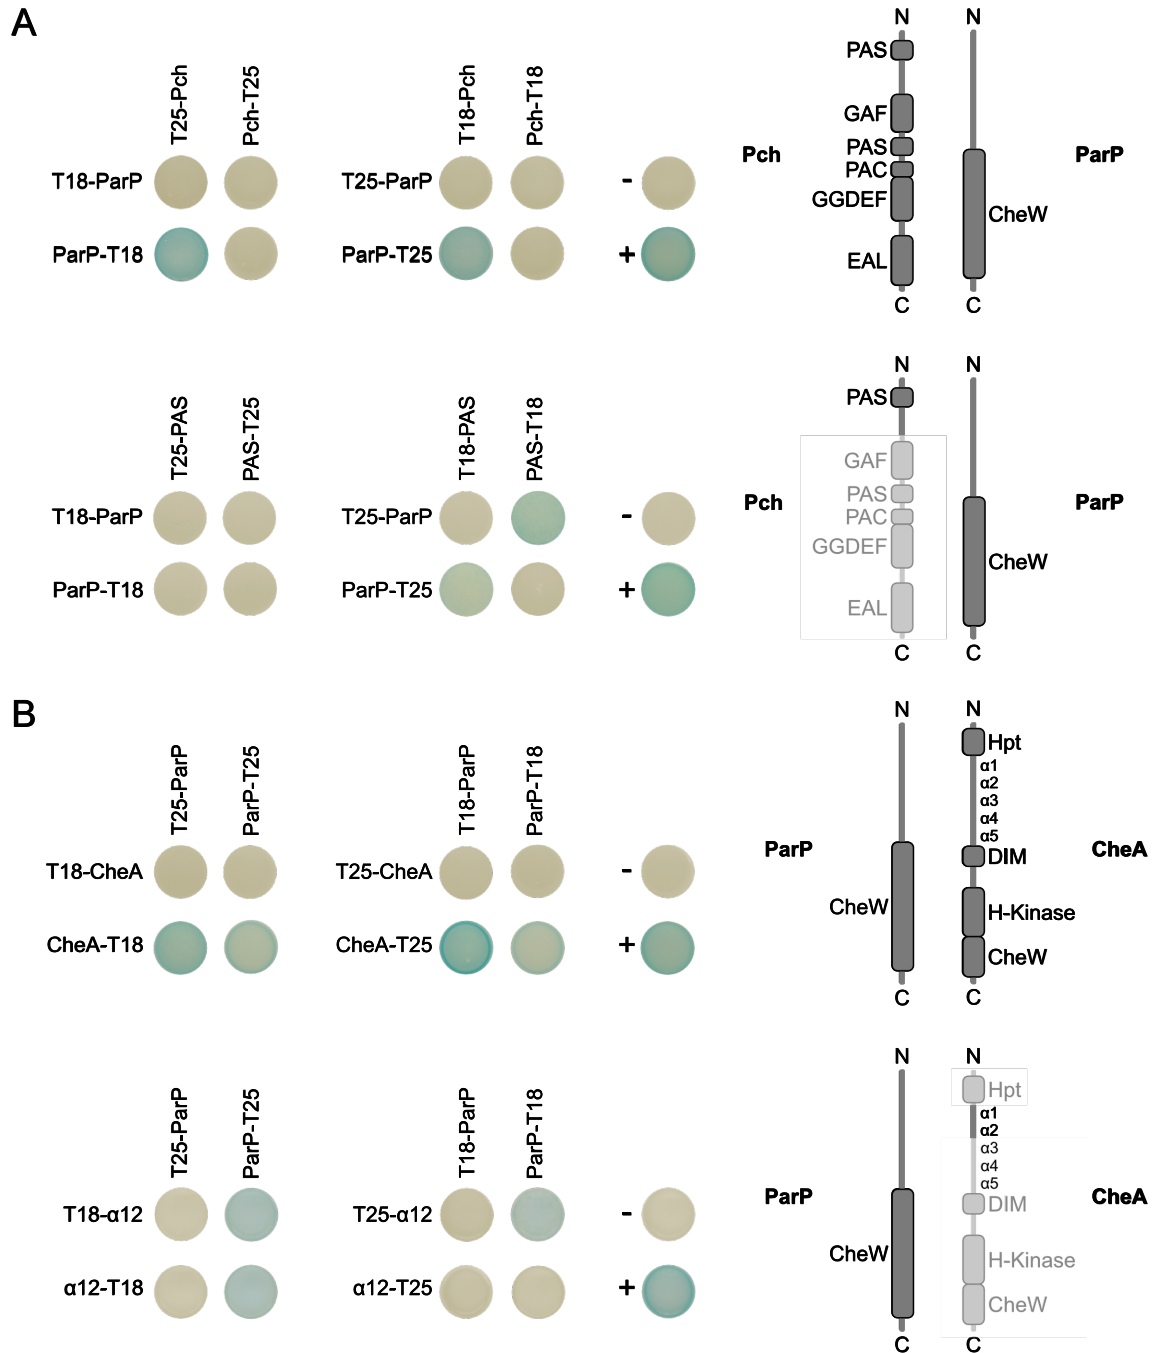 A
T25-Pch
Pch-T25
T18-Pch
Pch-T18
T18-ParP
ParP-T18
T25-ParP
ParP-T25
-
+
N
N
PAS
GAF
PAS
PAC
GGDEF
EAL
Pch
CheW
ParP
C
C
T25-PAS
PAS-T25
T18-PAS
PAS-T18
T18-ParP
ParP-T18
T25-ParP
ParP-T25
-
+
N
N
PAS
GAF
PAS
PAC
GGDEF
EAL
Pch
CheW
ParP
C
C
B
T25-ParP
ParP-T25
T18-ParP
ParP-T18
T18-CheA
CheA-T18
T25-CheA
CheA-T25
-
+
N
N
ParP
CheW
Hpt
α1
α2
α3
α4
α5
DIM
H-Kinase
CheW
CheA
C
C
T25-ParP
ParP-T25
T18-ParP
ParP-T18
T18-α12
α12-T18
T25-α12
α12-T25
-
+
N
N
ParP
CheW
Hpt
α1
α2
α3
α4
α5
DIM
H-Kinase
CheW
CheA
C
C